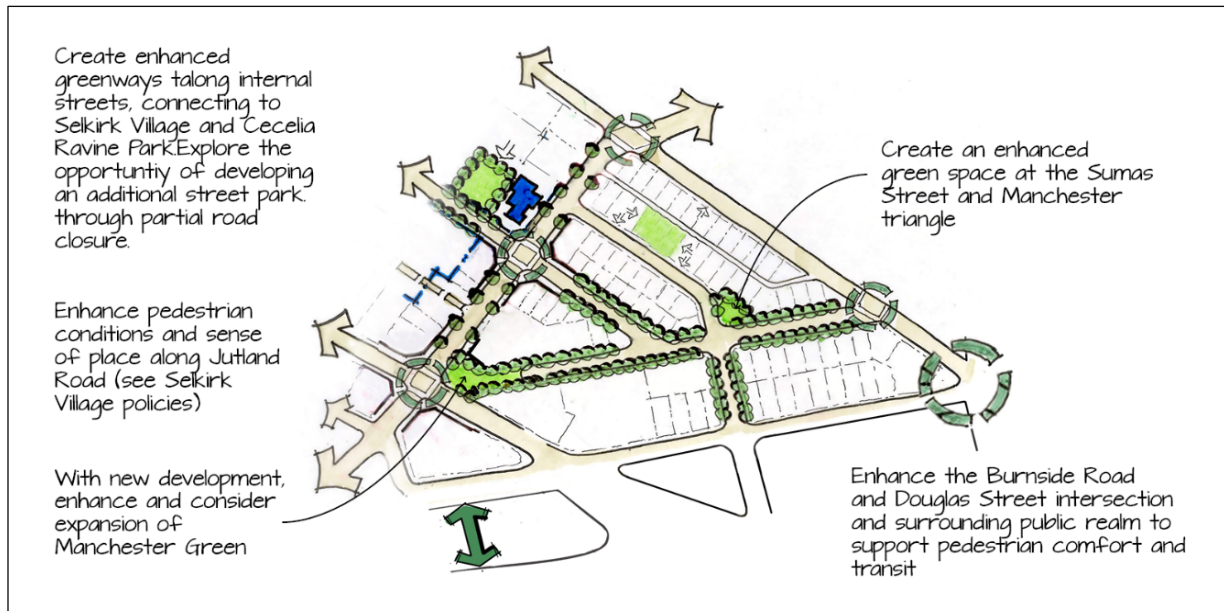 Create enhanced
greenways talong internal
streets, connecting to
Selkirk Village and Cecelia
Ravine Park.Explore the
opportuntiy of developing
an additional street park.
through partial road
closure.
Enhance pedestrian
conditions and sense
of place along Jutland
Road (see Selkirk
Village policies)
With new development,
enhance and consider
expansion of
Manchester Green
Create an enhanced
green space at the Sumas
Street and Manchester
triangle
Enhance the Burnside Road
and Douglas Street intersection
and surrounding public realm to
support pedestrian comfort and
transit